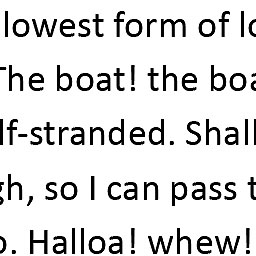 lowest form of lo
The boat! the boa
lf-stranded. Shall
gh, so I can pass t
o. Halloa! whew!